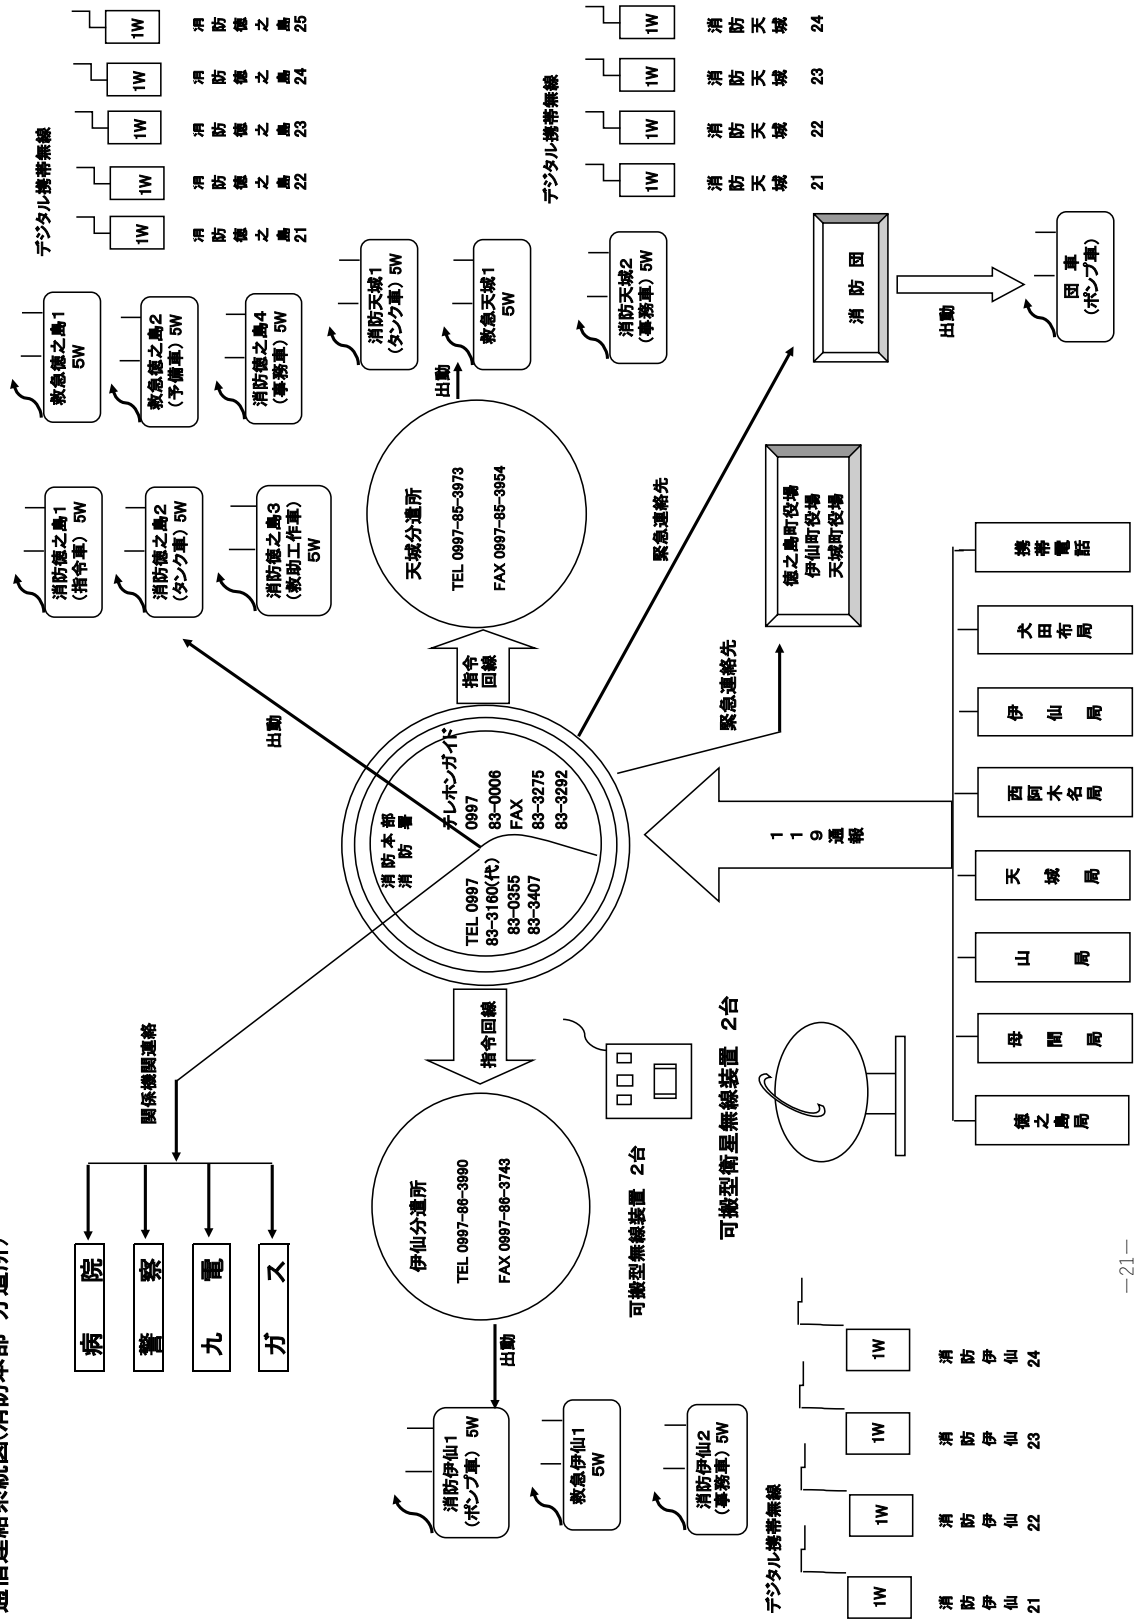 通信連絡系統図(消防本部・分遣所)
病院
警察
九電
ガス
関係機関連絡
消防伊仙1
(ポンプ車) 5W
救急伊仙1
5W
消防伊仙2
(事務車) 5W
出動
伊仙分遣所
TEL 0997-86-3990
FAX 0997-86-3743
指令回線
消防本部
消防署
TEL 0997
83-3160(代)
83-0355
83-3407
テレホンガイド
0997
83-0006
FAX
83-3275
83-3292
指令
回線
天城分遣所
TEL 0997-85-3973
FAX 0997-85-3954
出動
消防天城1
(タンク車) 5W
救急天城1
5W
消防天城2
(事務車) 5W
出動
消防徳之島1
(指令車) 5W
消防徳之島2
(タンク車) 5W
消防徳之島3
(救助工作車)
5W
救急徳之島1
5W
救急徳之島2
(予備車) 5W
消防徳之島4
(事務車) 5W
デジタル携帯無線
1W
1W
1W
1W
1W
消防徳之島21
消防徳之島22
消防徳之島23
消防徳之島24
消防徳之島25
デジタル携帯無線
1W
1W
1W
1W
消防天城 21
消防天城 22
消防天城 23
消防天城 24
デジタル携帯無線
1W
1W
1W
1W
消防伊仙 21
消防伊仙 22
消防伊仙 23
消防伊仙 24
可搬型無線装置 2台
可搬型衛星無線装置 2台
緊急連絡先
緊急連絡先
徳之島町役場
伊仙町役場
天城町役場
消防団
出動
団車
(ポンプ車)
119通報
徳之島局
母間局
山局
天城局
西阿木名局
伊仙局
犬田布局
携帯電話
－21－